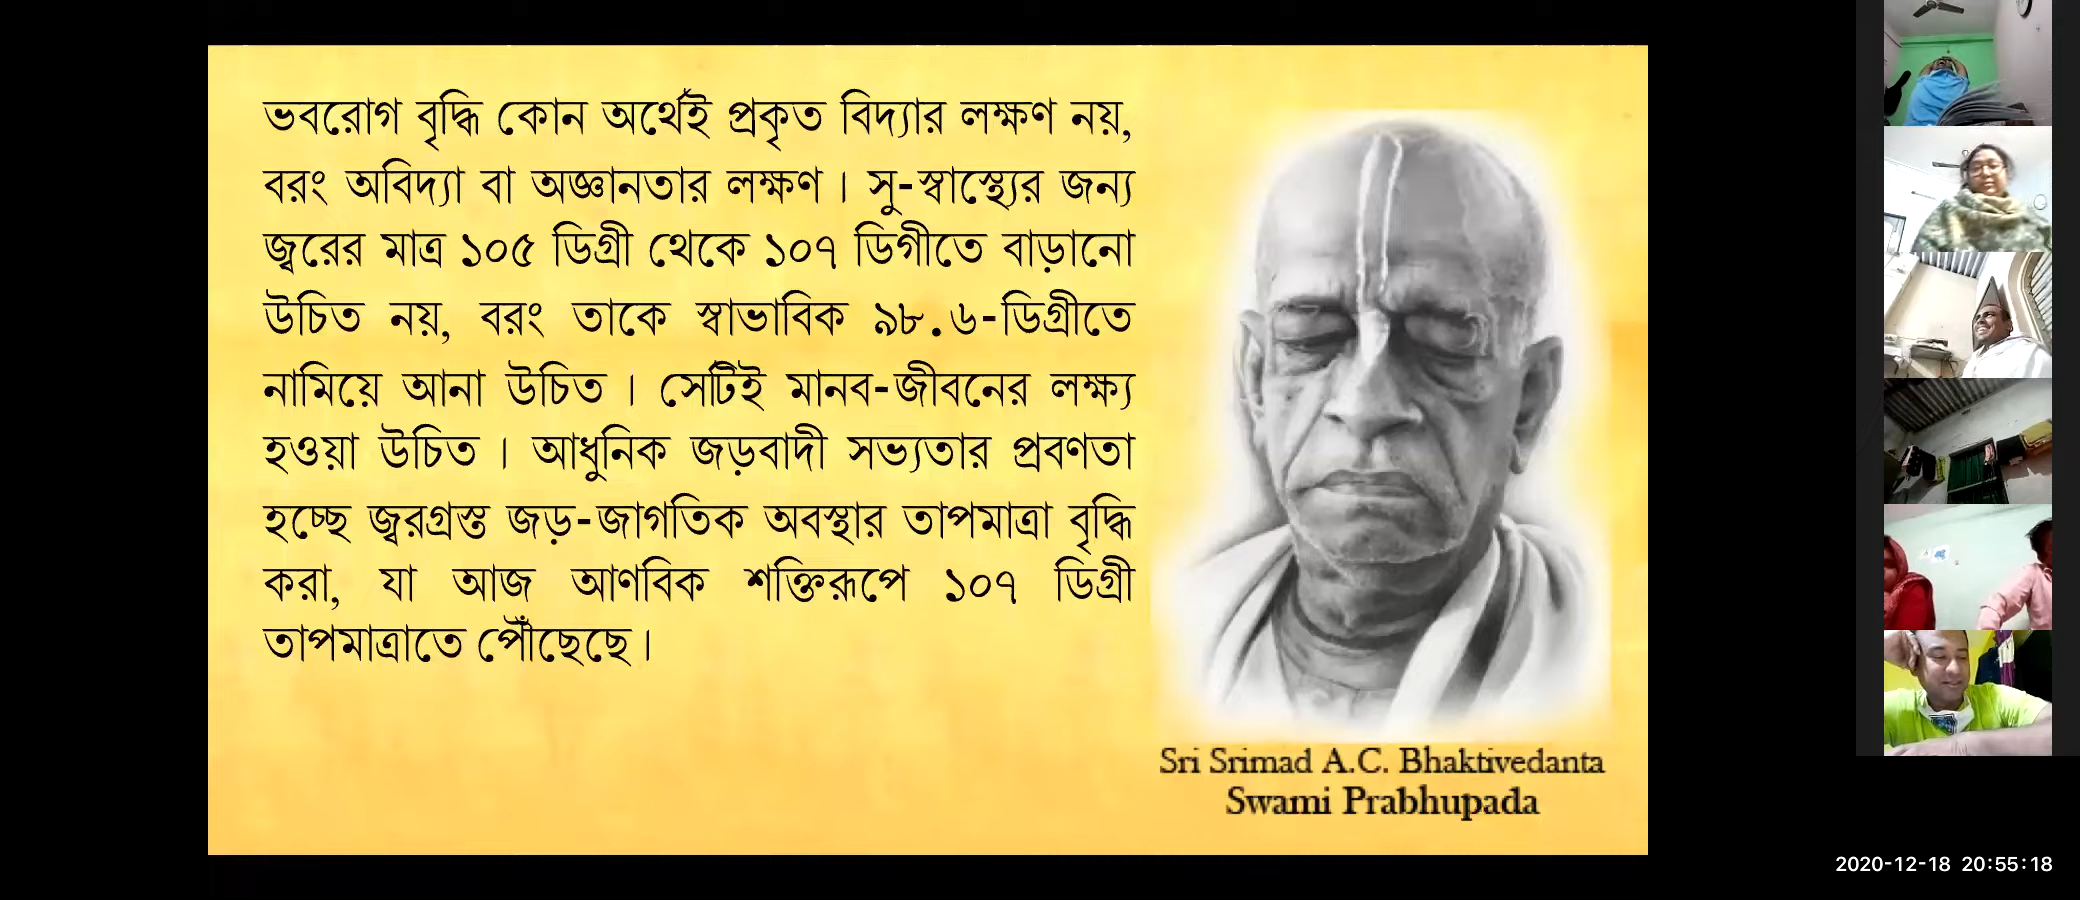 ভবরোগ বৃদ্ধি কোন অর্থেই প্রকৃত বিদ্যার লক্ষণ নয়,
বরং অবিদ্যা বা অজ্ঞানতার লক্ষণ। সু-স্বাস্থ্যের জন্য
জ্বরের মাত্র ১০৫ ডিগ্রী থেকে ১০৭ ডিগীতে বাড়ানো
উচিত নয়, বরং তাকে স্বাভাবিক ৯৮.৬-ডিগ্রীতে
নামিয়ে আনা উচিত। সেটিই মানব-জীবনের লক্ষ্য
হওয়া উচিত। আধুনিক জড়বাদী সভ্যতার প্রবণতা
হচ্ছে জ্বরগ্রস্ত জড়-জাগতিক অবস্থার তাপমাত্রা বৃদ্ধি
করা, যা আজ আণবিক শক্তিরূপে ১০৭ ডিগ্রী
তাপমাত্রাতে পৌঁছেছে।
Sri Srimad A.C. Bhaktivedanta
Swami Prabhupada
2020-12-18 20:55:18